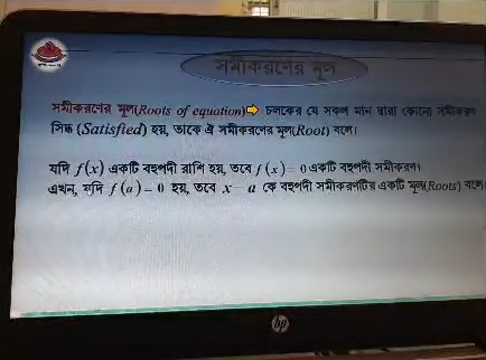 সমীকরণের মূল
সমীকরণের মূল(Roots of equation)➡ চলকের যে সকল মান দ্বারা কোনো সমীকরণ
সিদ্ধ (Satisfied) হয়, তাকে ঐ সমীকরণের মূল(Root) বলে।
যদি f(x) একটি বহুপদী রাশি হয়, তবে f(x) = 0 একটি বহুপদী সমীকরণ।
এখন, যদি f(a) = 0 হয়, তবে x = a কে বহুপদী সমীকরণটির একটি মূল(Roots) বলে।
hp